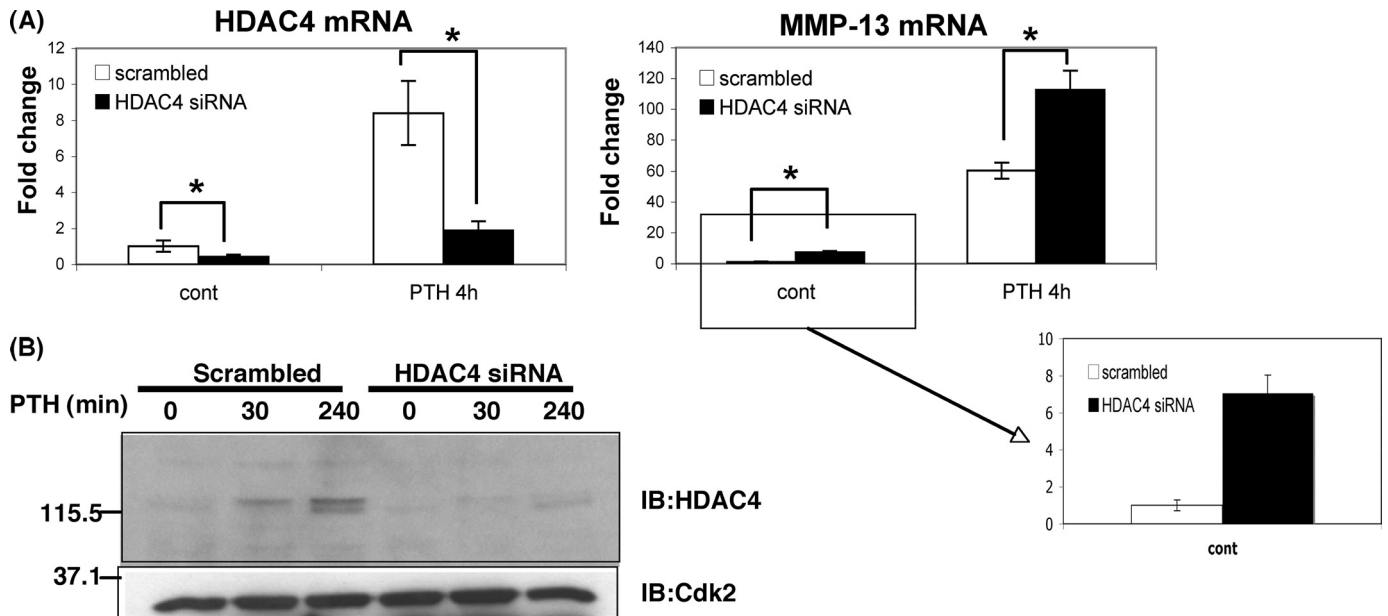 (A)
HDAC4 mRNA
Fold change
12
10
8
6
4
2
0
scrambled
HDAC4 siRNA
*
*
cont
PTH 4h
MMP-13 mRNA
Fold change
140
120
100
80
60
40
20
0
scrambled
HDAC4 siRNA
*
*
cont
PTH 4h
10
8
6
4
2
0
scrambled
HDAC4 siRNA
cont
(B)
Scrambled HDAC4 siRNA
PTH (min) 0 30 240 0 30 240
115.5
IB:HDAC4
37.1
IB:Cdk2